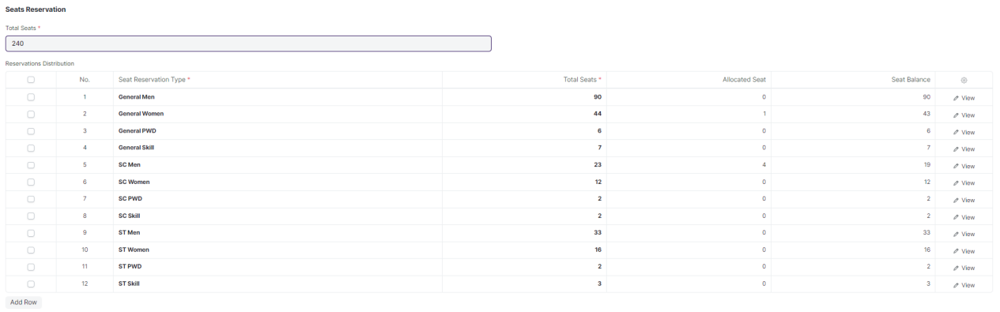 Seats Reservation
Total Seats *
240
Reservations Distribution
No. Seat Reservation Type * Total Seats * Allocated Seat Seat Balance
1 General Men 90 0 90 View
2 General Women 44 1 43 View
3 General PWD 6 0 6 View
4 General Skill 7 0 7 View
5 SC Men 23 4 19 View
6 SC Women 12 0 12 View
7 SC PWD 2 0 2 View
8 SC Skill 2 0 2 View
9 ST Men 33 0 33 View
10 ST Women 16 0 16 View
11 ST PWD 2 0 2 View
12 ST Skill 3 0 3 View
Add Row